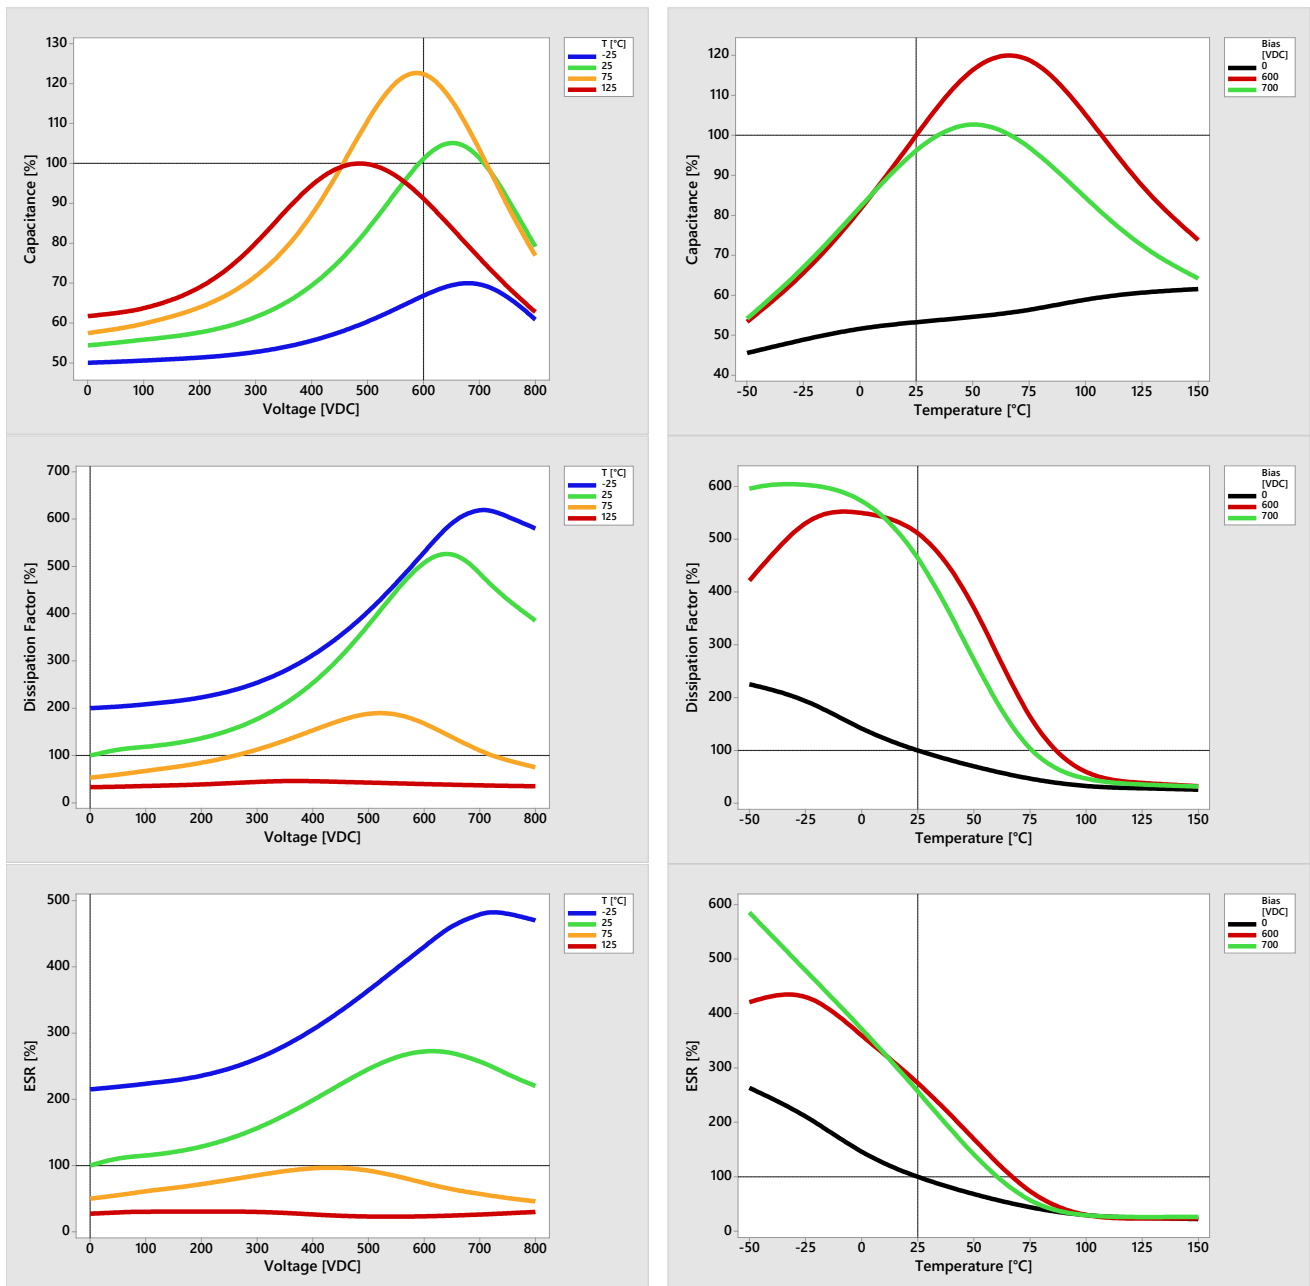 130
120
110
100
90
80
70
60
50
Capacitance [%]
0 100 200 300 400 500 600 700 800
Voltage [VDC]
T [°C]
-25
25
75
125
120
110
100
90
80
70
60
50
40
Capacitance [%]
-50 -25 0 25 50 75 100 125 150
Temperature [°C]
Bias
[VDC]
0
600
700
700
600
500
400
300
200
100
0
Dissipation Factor [%]
0 100 200 300 400 500 600 700 800
Voltage [VDC]
T [°C]
-25
25
75
125
600
500
400
300
200
100
0
Dissipation Factor [%]
-50 -25 0 25 50 75 100 125 150
Temperature [°C]
Bias
[VDC]
0
600
700
500
400
300
200
100
0
ESR [%]
0 100 200 300 400 500 600 700 800
Voltage [VDC]
T [°C]
-25
25
75
125
600
500
400
300
200
100
0
ESR [%]
-50 -25 0 25 50 75 100 125 150
Temperature [°C]
Bias
[VDC]
0
600
700